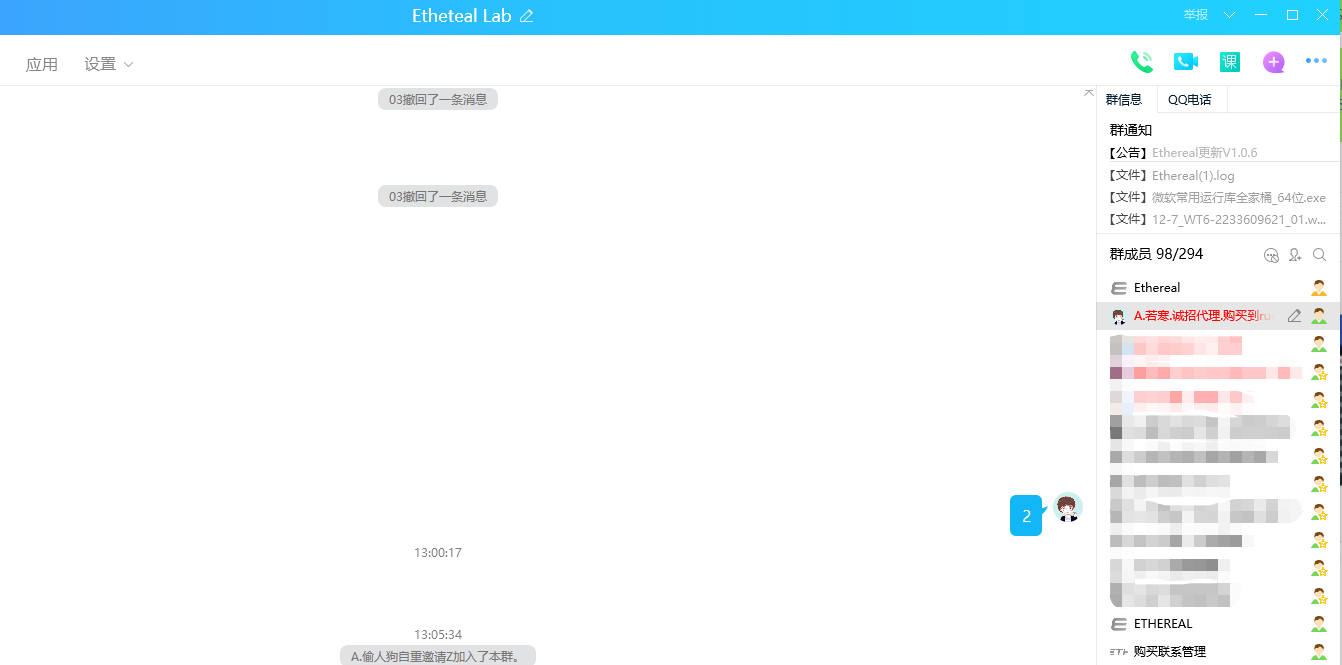 Etheteal Lab
举报
应用 设置
课
03撤回了一条消息
03撤回了一条消息
2
13:00:17
13:05:34
A.偷人狗自重邀请Z加入了本群。
群信息 QQ电话
群通知
【公告】Ethereal更新V1.0.6
【文件】Ethereal(1).log
【文件】微软常用运行库全家桶_64位.exe
【文件】12-7_WT6-2233609621_01.w...
群成员 98/294
Ethereal
A.若寒.诚招代理.购买到ru
ETHEREAL
购买联系管理